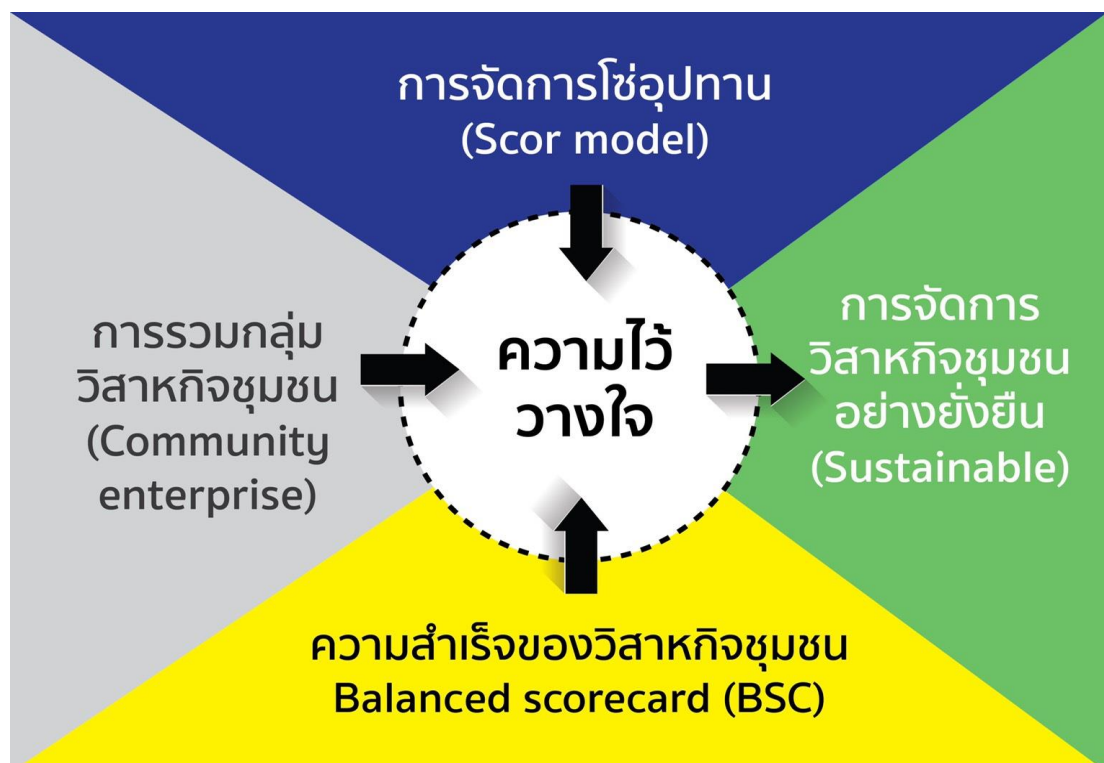 การจัดการโซ่อุปทาน
(Scor model)
การรวมกลุ่ม
วิสาหกิจชุมชน
(Community
enterprise)
ความไว้
วางใจ
การจัดการ
วิสาหกิจชุมชน
อย่างยั่งยืน
(Sustainable)
ความสำเร็จของวิสาหกิจชุมชน
Balanced scorecard (BSC)